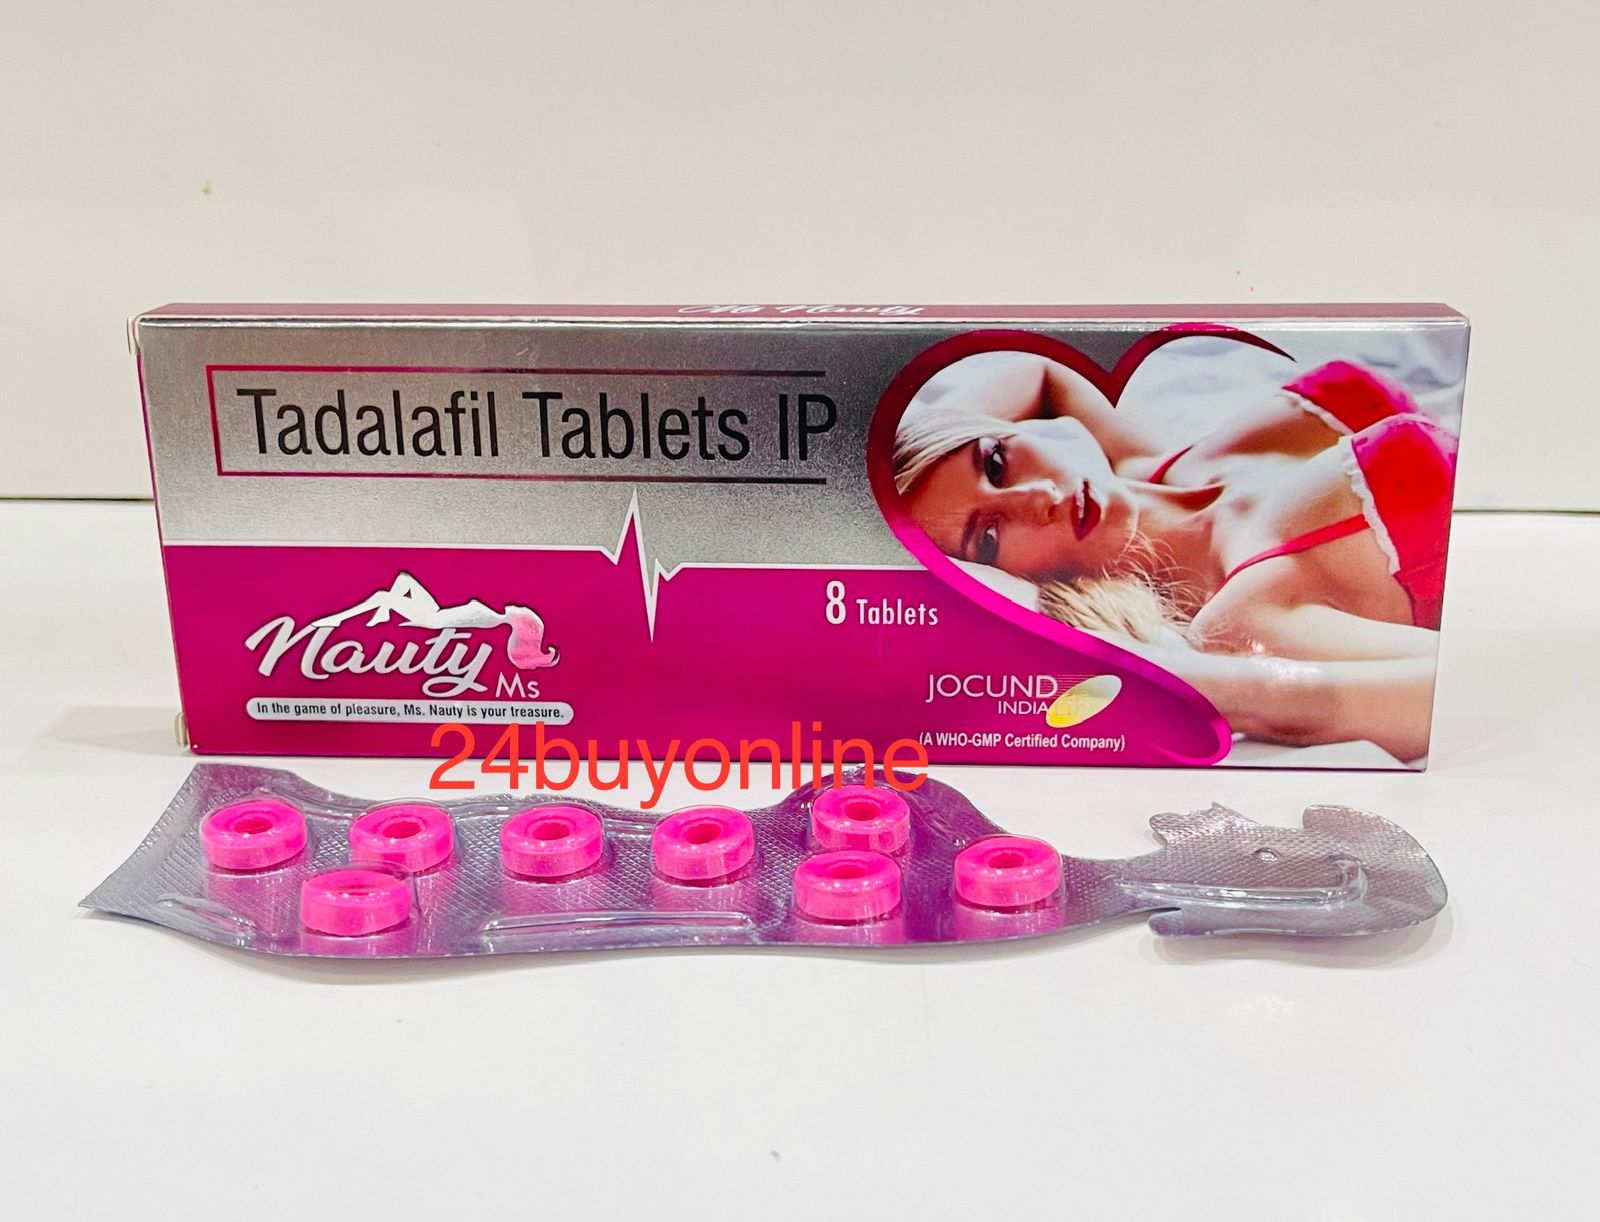 Ms Nauty
Tadalafil Tablets IP
8 Tablets
Nauty
Ms
In the game of pleasure, Ms. Nauty is your treasure.
JOCUND
INDIA LTD
(A WHO-GMP Certified Company)
24buyonline